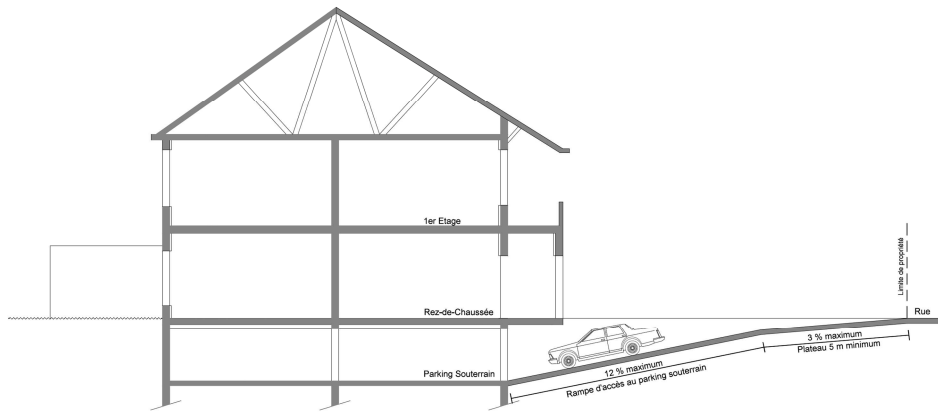 1er Etage
Limite de propriété
Rez-de-Chaussée
Rue
3 % maximum
Plateau 5 m minimum
Parking Souterrain
12 % maximum
Rampe d'accès au parking souterrain